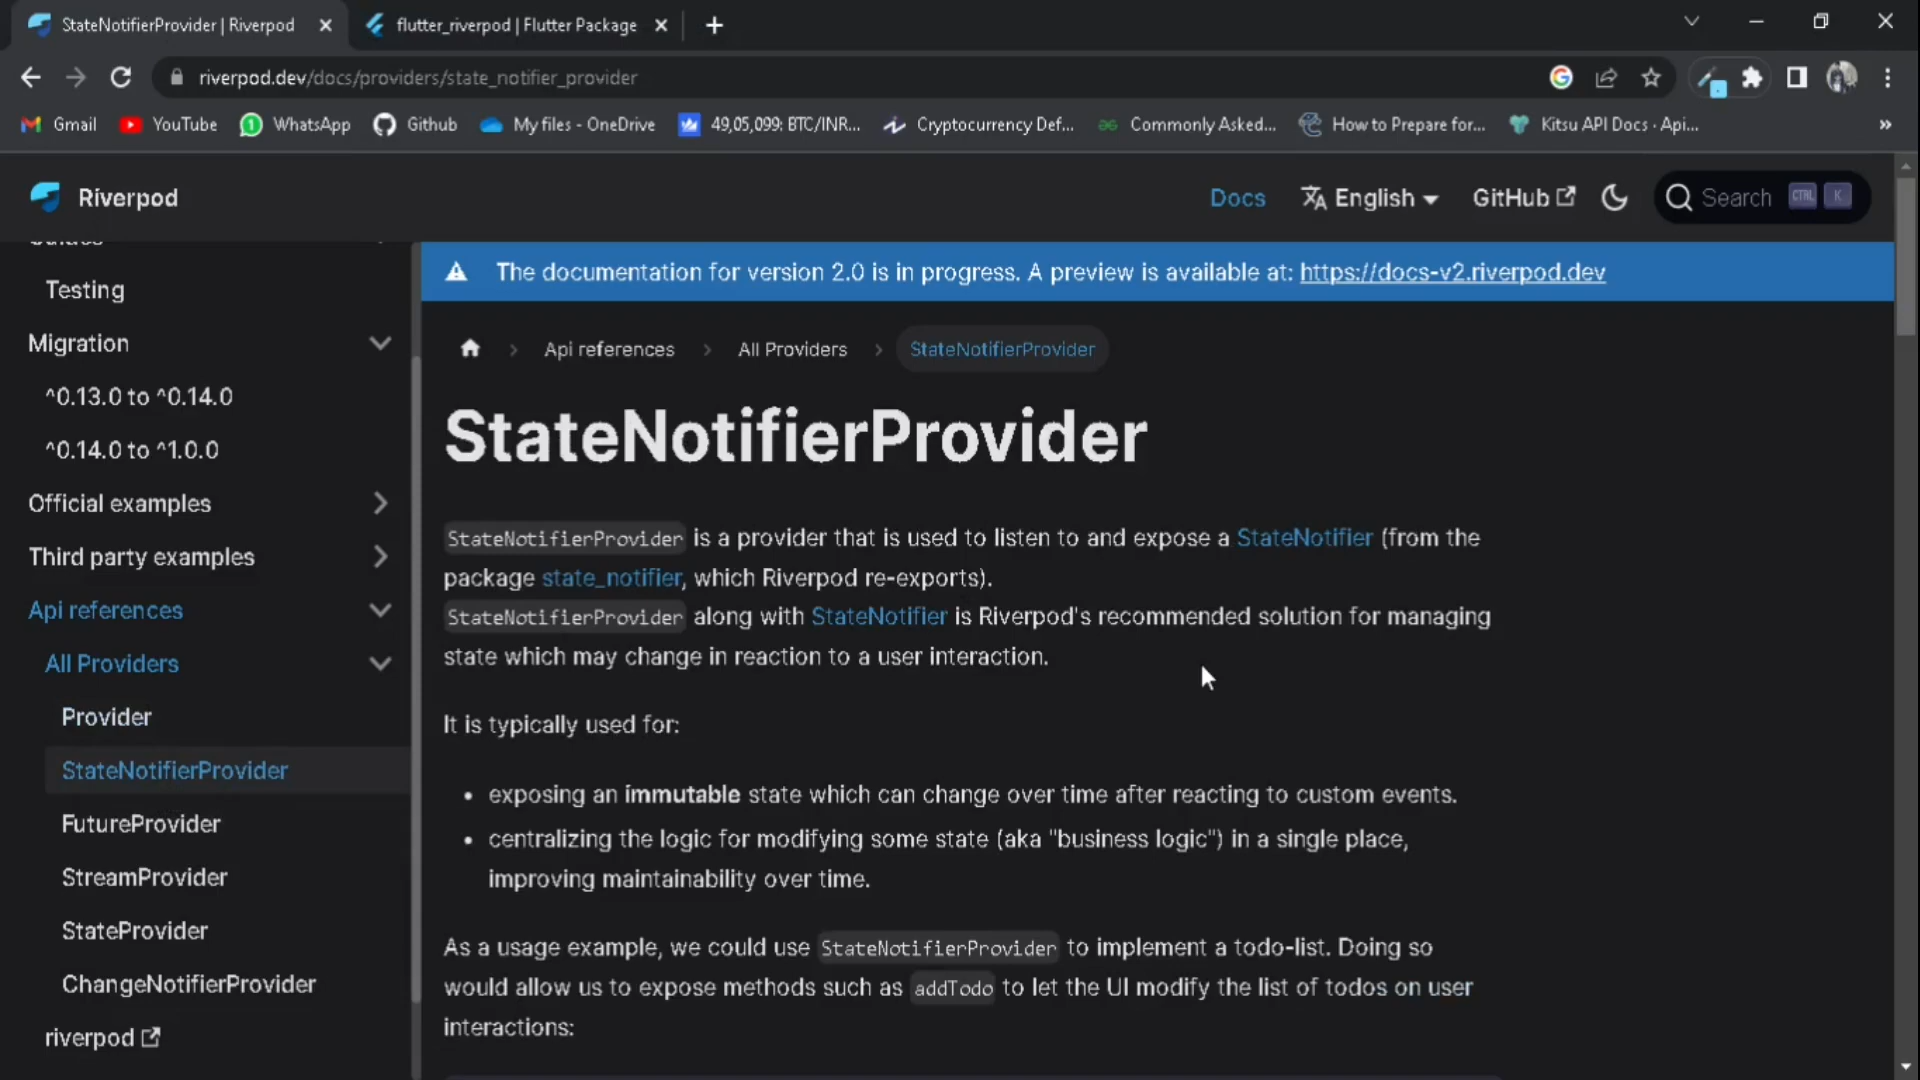 StateNotifierProvider | Riverpod
flutter_riverpod | Flutter Package
riverpod.dev/docs/providers/state_notifier_provider
Gmail
YouTube
WhatsApp
Github
My files - OneDrive
49,05,099: BTC/INR...
Cryptocurrency Def...
Commonly Asked...
How to Prepare for...
Kitsu API Docs · Api...
»
Riverpod
Docs
English
GitHub
Search CTRL K
Testing
Migration
^0.13.0 to ^0.14.0
^0.14.0 to ^1.0.0
Official examples
Third party examples
Api references
All Providers
Provider
StateNotifierProvider
FutureProvider
StreamProvider
StateProvider
ChangeNotifierProvider
riverpod
The documentation for version 2.0 is in progress. A preview is available at: https://docs-v2.riverpod.dev
Api references
All Providers
StateNotifierProvider
StateNotifierProvider
StateNotifierProvider is a provider that is used to listen to and expose a StateNotifier (from the
package state_notifier, which Riverpod re-exports).
StateNotifierProvider along with StateNotifier is Riverpod's recommended solution for managing
state which may change in reaction to a user interaction.
It is typically used for:
• exposing an immutable state which can change over time after reacting to custom events.
• centralizing the logic for modifying some state (aka "business logic") in a single place,
improving maintainability over time.
As a usage example, we could use StateNotifierProvider to implement a todo-list. Doing so
would allow us to expose methods such as addTodo to let the UI modify the list of todos on user
interactions: